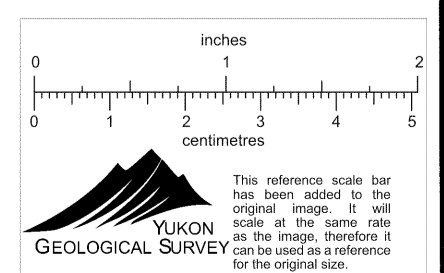 inches
0 1 2
0 1 2 3 4 5
centimetres
YUKON
GEOLOGICAL SURVEY
This reference scale bar
has been added to the
original image. It will
scale at the same rate
as the image, therefore it
can be used as a reference
for the original size.